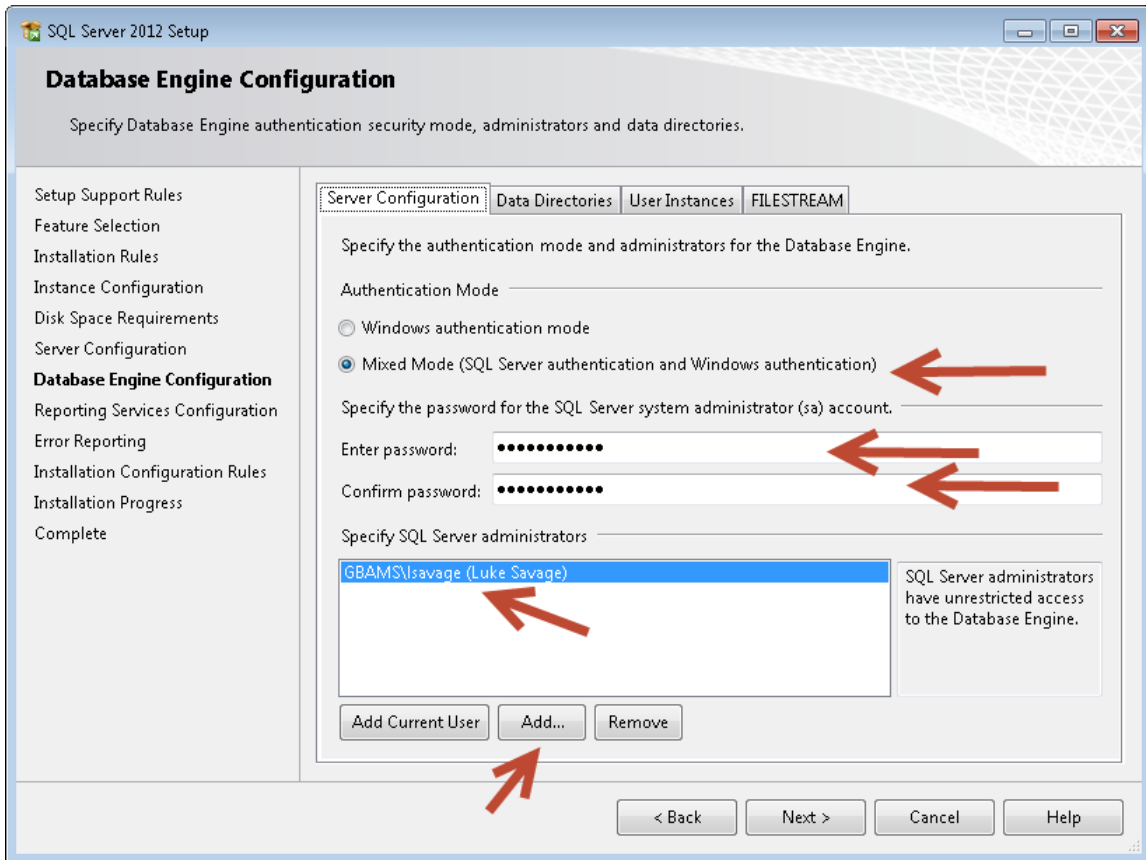 SQL Server 2012 Setup
Database Engine Configuration
Specify Database Engine authentication security mode, administrators and data directories.
Setup Support Rules
Feature Selection
Installation Rules
Instance Configuration
Disk Space Requirements
Server Configuration
Database Engine Configuration
Reporting Services Configuration
Error Reporting
Installation Configuration Rules
Installation Progress
Complete
Server Configuration
Data Directories
User Instances
FILESTREAM
Specify the authentication mode and administrators for the Database Engine.
Authentication Mode
Windows authentication mode
Mixed Mode (SQL Server authentication and Windows authentication)
Specify the password for the SQL Server system administrator (sa) account.
Enter password: ●●●●●●●●●●●
Confirm password: ●●●●●●●●●●●
Specify SQL Server administrators
GBAMS\lsavage (Luke Savage)
SQL Server administrators
have unrestricted access
to the Database Engine.
Add Current User
Add...
Remove
< Back
Next >
Cancel
Help